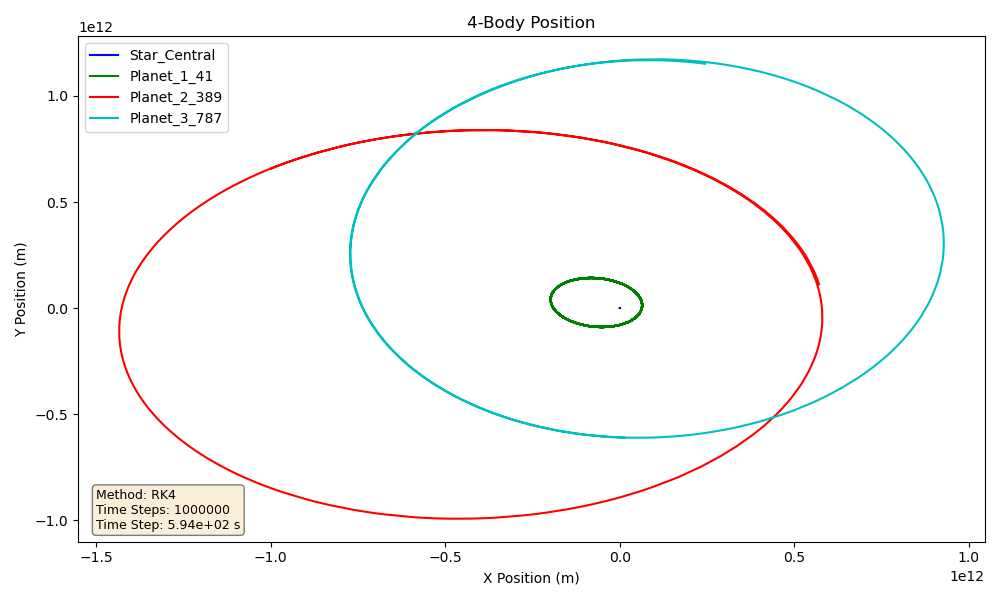 4-Body Position
1e12
Star_Central
Planet_1_41
Planet_2_389
Planet_3_787
1.0
0.5
0.0
−0.5
−1.0
Y Position (m)
Method: RK4
Time Steps: 1000000
Time Step: 5.94e+02 s
−1.5
−1.0
−0.5
0.0
0.5
1.0
X Position (m)
1e12